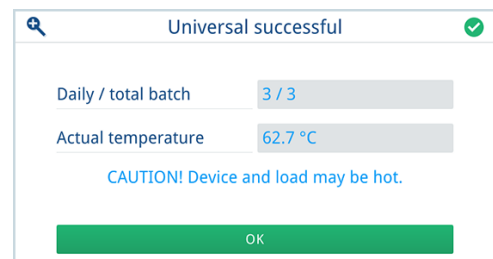 Universal successful
Daily / total batch 3 / 3
Actual temperature 62.7 °C
CAUTION! Device and load may be hot.
OK